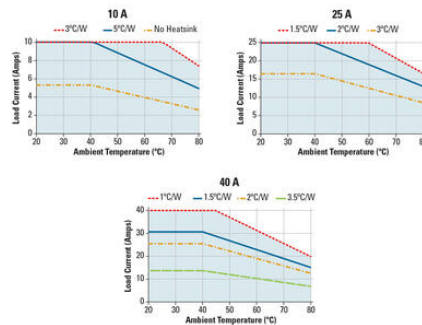 10 A
3°C/W 5°C/W No Heatsink
Load Current (Amps)
10
8
6
4
2
0
20 30 40 50 60 70 80
Ambient Temperature (°C)
25 A
1.5°C/W 2°C/W 3°C/W
Load Current (Amps)
25
20
15
10
5
0
20 30 40 50 60 70 80
Ambient Temperature (°C)
40 A
1°C/W 1.5°C/W 2°C/W 3.5°C/W
Load Current (Amps)
40
30
20
10
0
20 30 40 50 60 70 80
Ambient Temperature (°C)